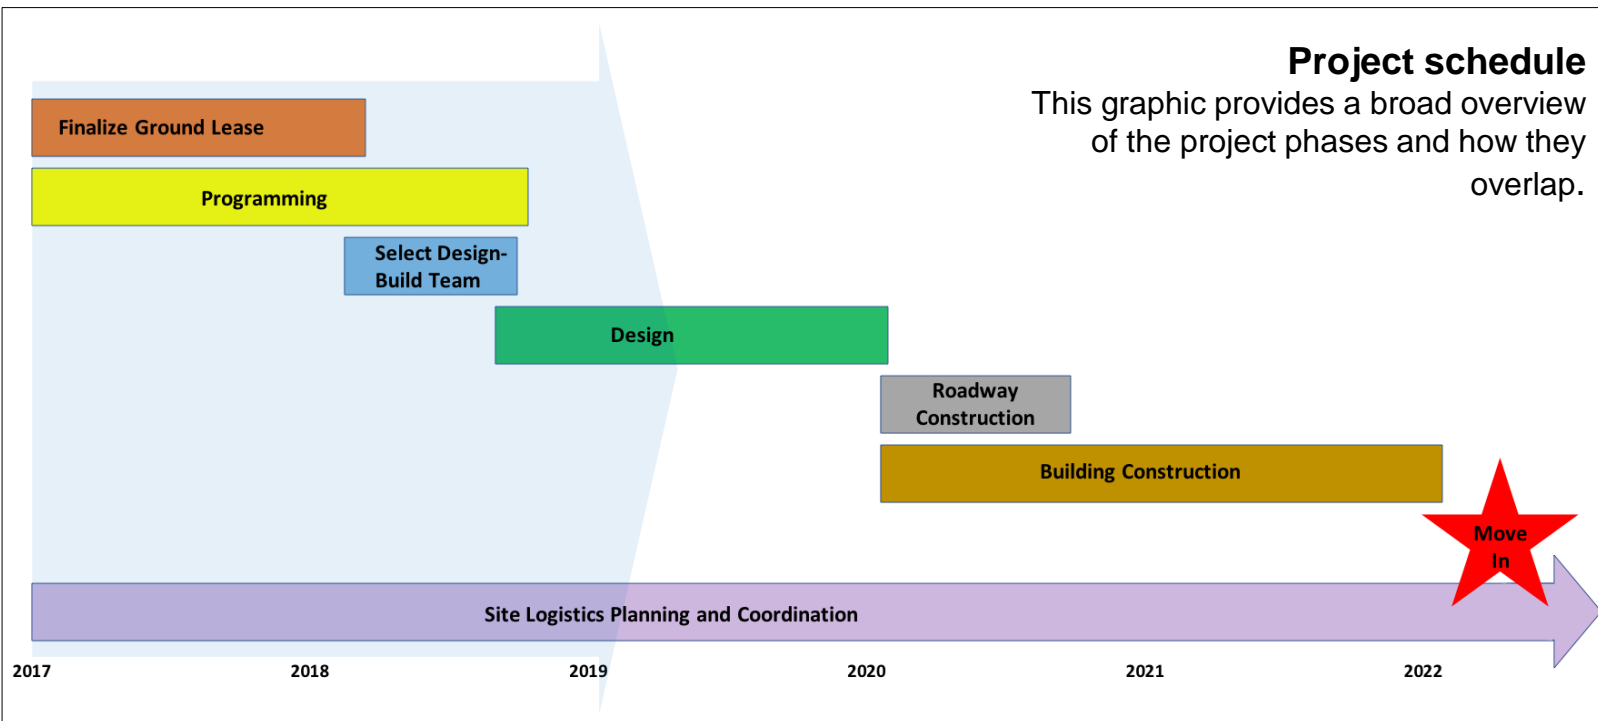 Project schedule
This graphic provides a broad overview
of the project phases and how they
overlap.
Finalize Ground Lease
Programming
Select Design-
Build Team
Design
Roadway
Construction
Building Construction
Move
In
Site Logistics Planning and Coordination
2017 2018 2019 2020 2021 2022